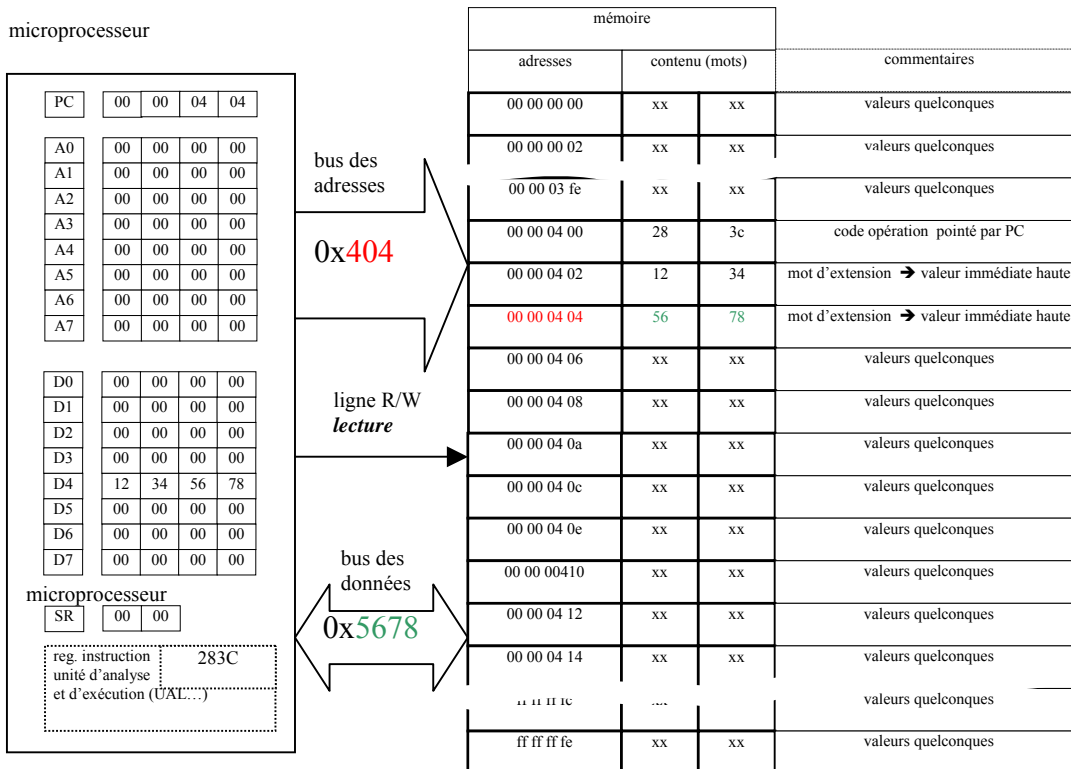 microprocesseur
PC 00 00 04 04
A0 00 00 00 00
A1 00 00 00 00
A2 00 00 00 00
A3 00 00 00 00
A4 00 00 00 00
A5 00 00 00 00
A6 00 00 00 00
A7 00 00 00 00
D0 00 00 00 00
D1 00 00 00 00
D2 00 00 00 00
D3 00 00 00 00
D4 12 34 56 78
D5 00 00 00 00
D6 00 00 00 00
D7 00 00 00 00
microprocesseur
SR 00 00
reg. instruction 283C
unité d'analyse
et d'exécution (UAL…)
bus des
adresses
0x404
ligne R/W
lecture
bus des
données
0x5678
mémoire
adresses contenu (mots) commentaires
00 00 00 00 xx xx valeurs quelconques
00 00 00 02 xx xx valeurs quelconques
00 00 03 fe xx xx valeurs quelconques
00 00 04 00 28 3c code opération pointé par PC
00 00 04 02 12 34 mot d'extension ➔ valeur immédiate haute
00 00 04 04 56 78 mot d'extension ➔ valeur immédiate haute
00 00 04 06 xx xx valeurs quelconques
00 00 04 08 xx xx valeurs quelconques
00 00 04 0a xx xx valeurs quelconques
00 00 04 0c xx xx valeurs quelconques
00 00 04 0e xx xx valeurs quelconques
00 00 00410 xx xx valeurs quelconques
00 00 04 12 xx xx valeurs quelconques
00 00 04 14 xx xx valeurs quelconques
valeurs quelconques
ff ff ff fe xx xx valeurs quelconques